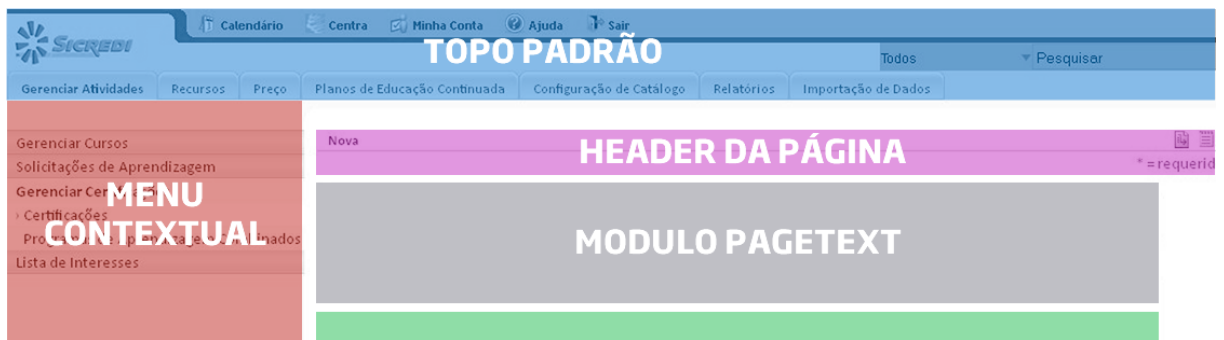 Calendário Centra Minha Conta Ajuda Sair
SICREDI
TOPO PADRÃO
Todos Pesquisar
Gerenciar Atividades Recursos Preço Planos de Educação Continuada Configuração de Catálogo Relatórios Importação de Dados
Gerenciar Cursos
Solicitações de Aprendizagem
Gerenciar
MENU
Certificações
CONTEXTUAL
Lista de Interesses
Nova
HEADER DA PÁGINA
* = requerid
MODULO PAGETEXT